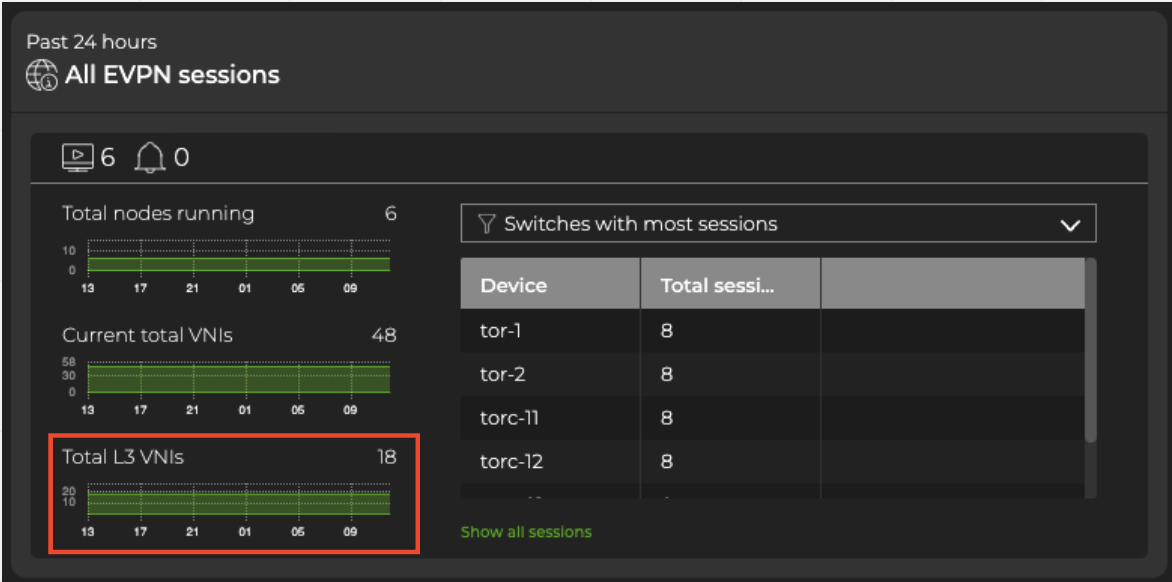 Past 24 hours
All EVPN sessions
6 0
Total nodes running 6
10
0
13 17 21 01 05 09
Current total VNIs 48
58
30
0
13 17 21 01 05 09
Total L3 VNIs 18
20
10
13 17 21 01 05 09
Switches with most sessions
Device Total sessi...
tor-1 8
tor-2 8
torc-11 8
torc-12 8
Show all sessions